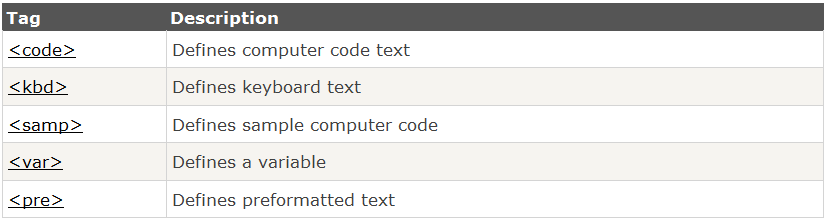 Tag Description
<code> Defines computer code text
<kbd> Defines keyboard text
<samp> Defines sample computer code
<var> Defines a variable
<pre> Defines preformatted text